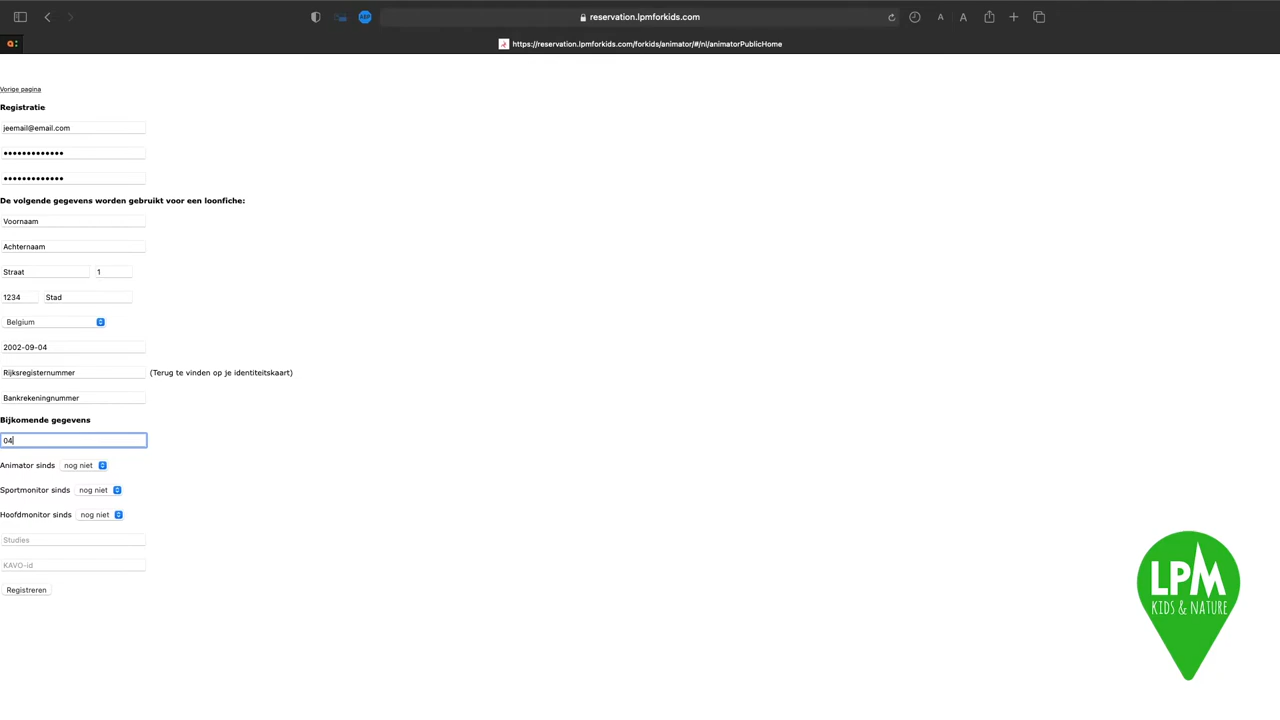 reservation.lpmforkids.com
A A
a:
https://reservation.lpmforkids.com/forkids/animator/#/nl/animatorPublicHome
Vorige pagina
Registratie
jeemail@email.com
•••••••••••••
•••••••••••••
De volgende gegevens worden gebruikt voor een loonfiche:
Voornaam
Achternaam
Straat 1
1234 Stad
Belgium
2002-09-04
Rijksregisternummer (Terug te vinden op je identiteitskaart)
Bankrekeningnummer
Bijkomende gegevens
04
Animator sinds nog niet
Sportmonitor sinds nog niet
Hoofdmonitor sinds nog niet
Studies
KAVO-id
Registreren
LPM
KIDS & NATURE